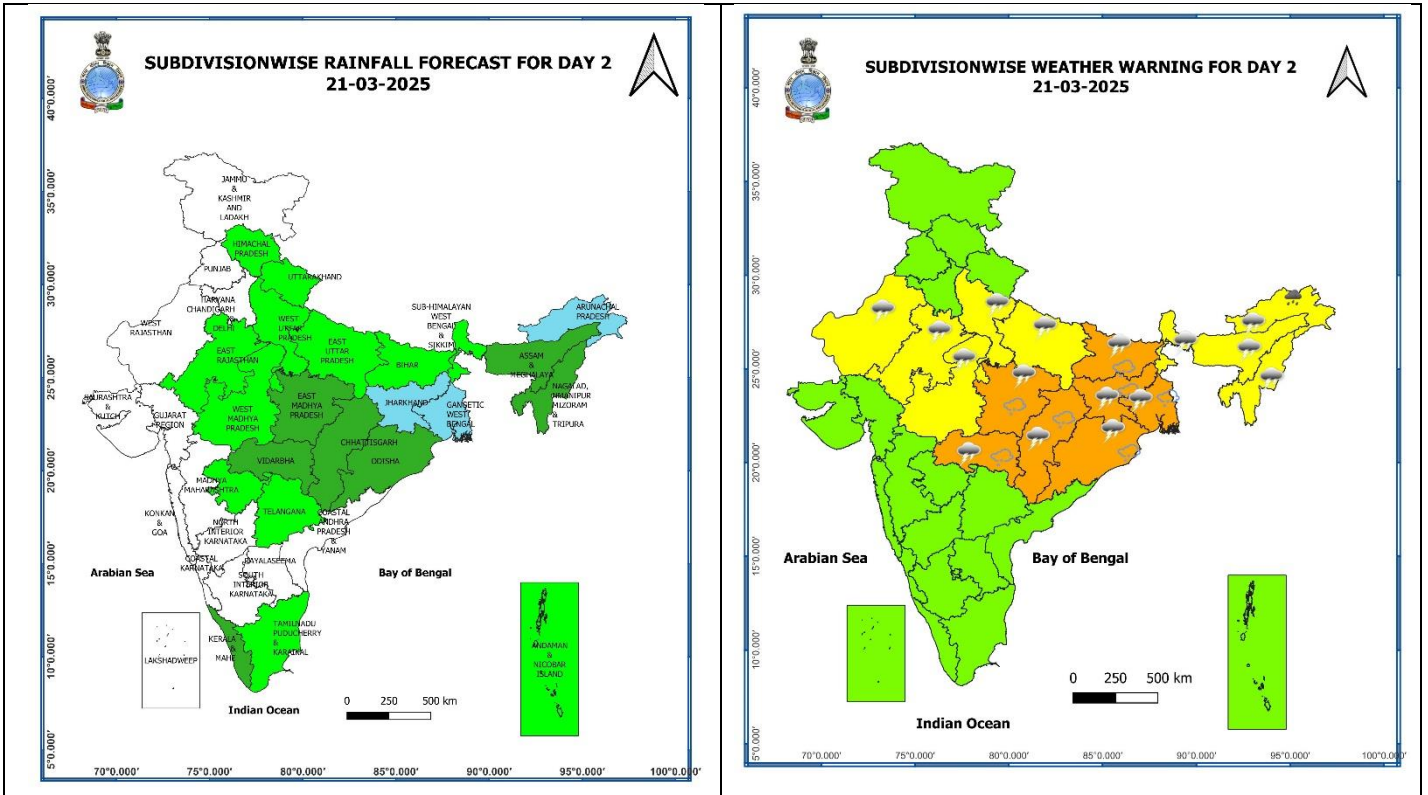 SUBDIVISIONWISE RAINFALL FORECAST FOR DAY 2
21-03-2025
40°0.000'
35°0.000'
30°0.000'
25°0.000'
20°0.000'
15°0.000'
10°0.000'
5°0.000'
JAMMU
&
KASHMIR
AND
LADAKH
HIMACHAL
PRADESH
PUNJAB
UTTARAKHAND
HARYANA
CHANDIGARH
DELHI
WEST
RAJASTHAN
WEST
UTTAR
PRADESH
SUB-HIMALAYAN
WEST
BENGAL
&
SIKKIM
ARUNACHAL
PRADESH
EAST
RAJASTHAN
EAST
UTTAR
PRADESH
BIHAR
ASSAM
&
MEGHALAYA
NAGALAD,
MANIPUR
MIZORAM
&
TRIPURA
SAURASHTRA
&
KUTCH
GUJARAT
REGION
WEST
MADHYA
PRADESH
EAST
MADHYA
PRADESH
JHARKHAND
GANGETIC
WEST
BENGAL
CHHATTISGARH
VIDARBHA
ODISHA
MADHYA
MAHARASHTRA
KONKAN
&
GOA
TELANGANA
NORTH
INTERIOR
KARNATAKA
COASTAL
ANDHRA
PRADESH
&
YANAM
COASTAL
KARNATAKA
RAYALASEEMA
SOUTH
INTERIOR
KARNATAKA
Arabian Sea
Bay of Bengal
LAKSHADWEEP
KERALA
&
MAHE
TAMILNADU
PUDUCHERRY
&
KARAIKAL
ANDAMAN
&
NICOBAR
ISLAND
0 250 500 km
Indian Ocean
70°0.000' 75°0.000' 80°0.000' 85°0.000' 90°0.000' 95°0.000' 100°0.000'
SUBDIVISIONWISE WEATHER WARNING FOR DAY 2
21-03-2025
40°0.000'
35°0.000'
30°0.000'
25°0.000'
20°0.000'
15°0.000'
10°0.000'
5°0.000'
Arabian Sea
Bay of Bengal
0 250 500 km
Indian Ocean
70°0.000' 75°0.000' 80°0.000' 85°0.000' 90°0.000' 95°0.000' 100°0.000'